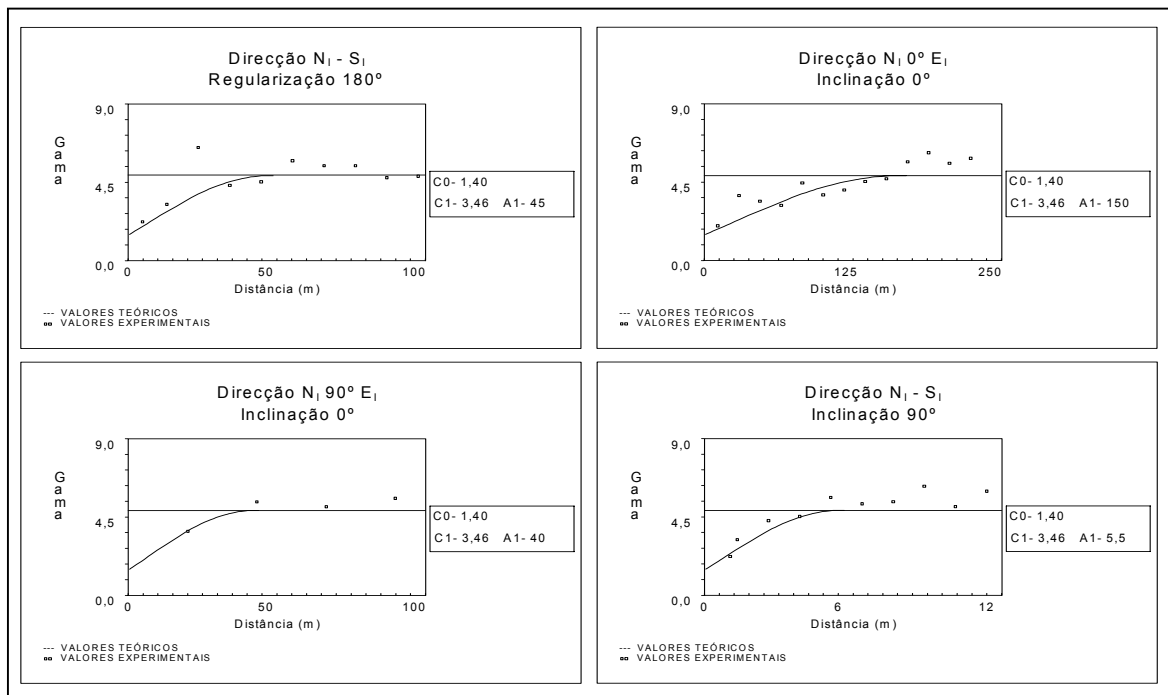 Direcção N_I - S_I
Regularização 180º
9,0
4,5
0,0
Gama
0 50 100
Distância (m)
C0- 1,40
C1- 3,46 A1- 45
--- VALORES TEÓRICOS
VALORES EXPERIMENTAIS
Direcção N_I 0º E_I
Inclinação 0º
9,0
4,5
0,0
Gama
0 125 250
Distância (m)
C0- 1,40
C1- 3,46 A1- 150
--- VALORES TEÓRICOS
VALORES EXPERIMENTAIS
Direcção N_I 90º E_I
Inclinação 0º
9,0
4,5
0,0
Gama
0 50 100
Distância (m)
C0- 1,40
C1- 3,46 A1- 40
--- VALORES TEÓRICOS
VALORES EXPERIMENTAIS
Direcção N_I - S_I
Inclinação 90º
9,0
4,5
0,0
Gama
0 6 12
Distância (m)
C0- 1,40
C1- 3,46 A1- 5,5
--- VALORES TEÓRICOS
VALORES EXPERIMENTAIS